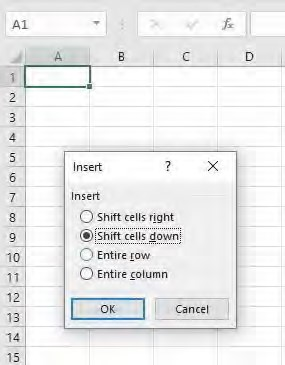 A1 fx
A B C D
1
2
3
4
5
6
Insert ? ×
7
Insert
8
Shift cells right
9
Shift cells down
10
Entire row
11
Entire column
12
13
OK Cancel
14
15